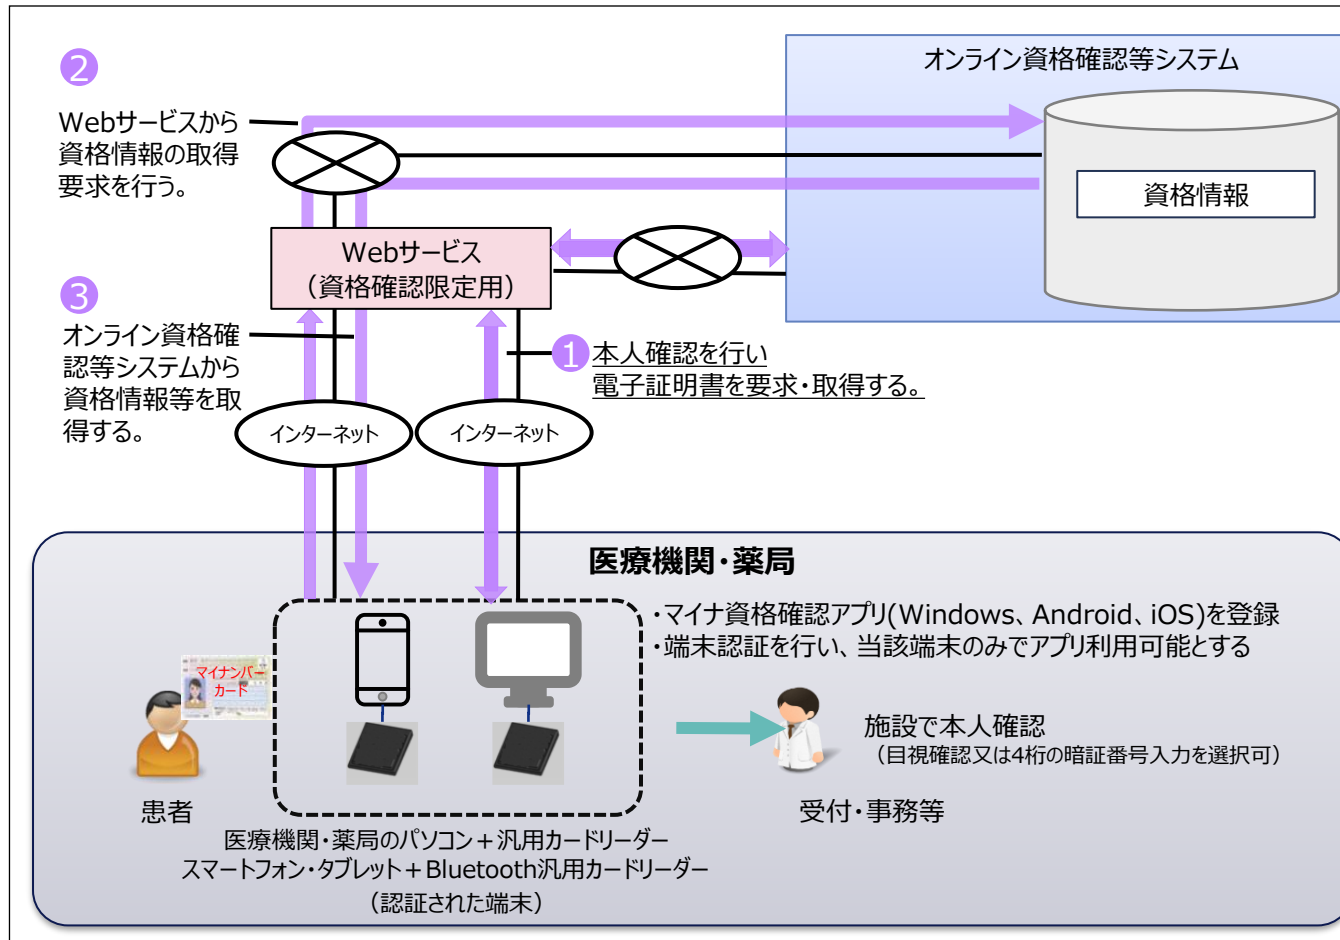 オンライン資格確認等システム
資格情報
2
Webサービスから
資格情報の取得
要求を行う。
Webサービス
（資格確認限定用）
3
オンライン資格確
認等システムから
資格情報等を取
得する。
1 本人確認を行い
電子証明書を要求・取得する。
インターネット
インターネット
医療機関・薬局
・マイナ資格確認アプリ(Windows、Android、iOS)を登録
・端末認証を行い、当該端末のみでアプリ利用可能とする
マイナンバー
カード
患者
施設で本人確認
（目視確認又は4桁の暗証番号入力を選択可）
受付・事務等
医療機関・薬局のパソコン＋汎用カードリーダー
スマートフォン・タブレット＋Bluetooth汎用カードリーダー
（認証された端末）